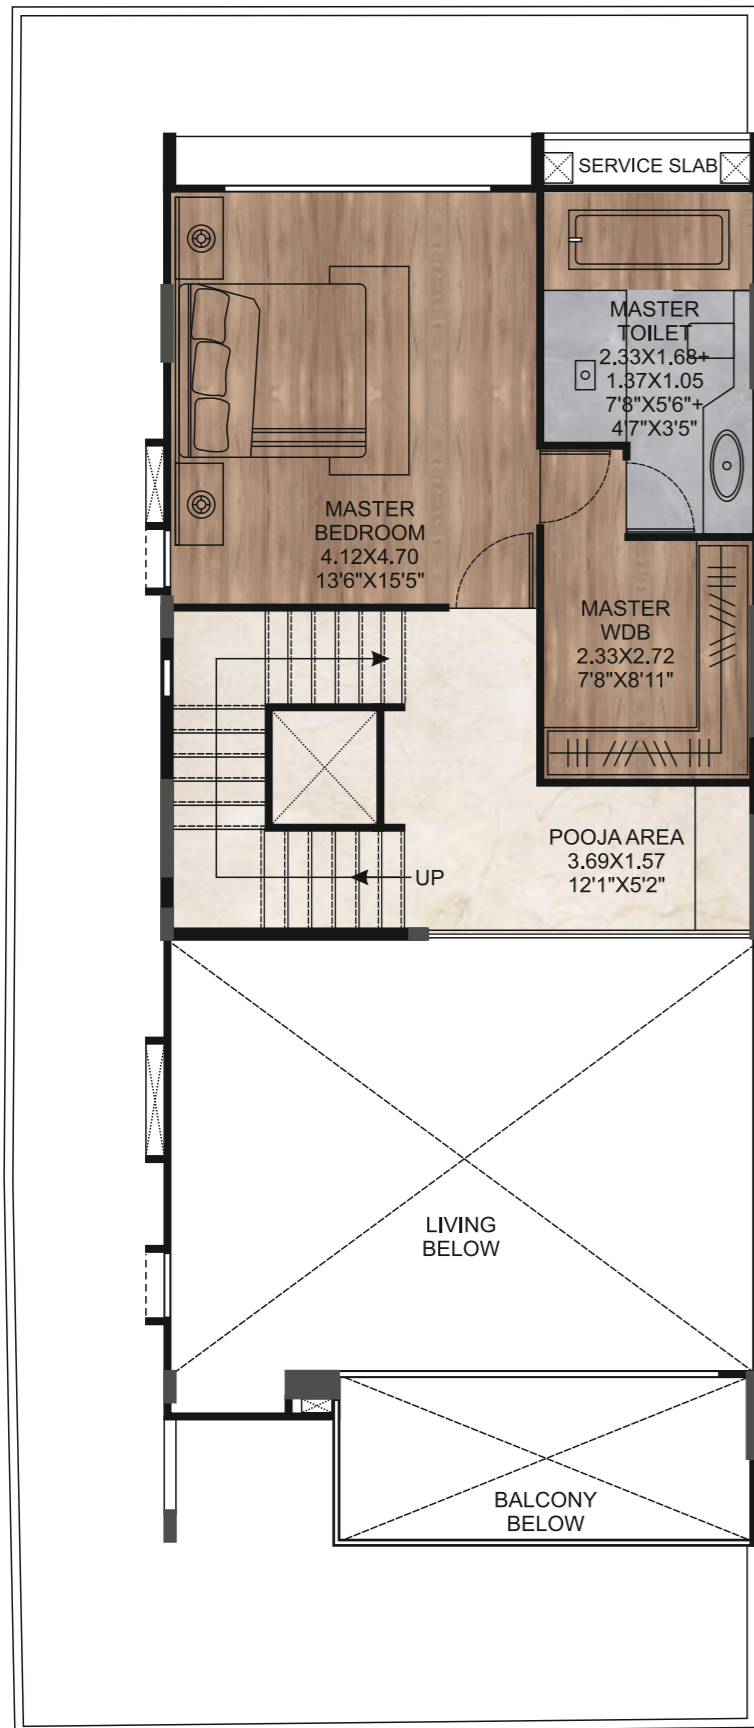 SERVICE SLAB
MASTER
TOILET
2.33X1.68+
1.37X1.05
7'8"X5'6"+
4'7"X3'5"
MASTER
BEDROOM
4.12X4.70
13'6"X15'5"
MASTER
WDB
2.33X2.72
7'8"X8'11"
POOJA AREA
3.69X1.57
12'1"X5'2"
UP
LIVING
BELOW
BALCONY
BELOW